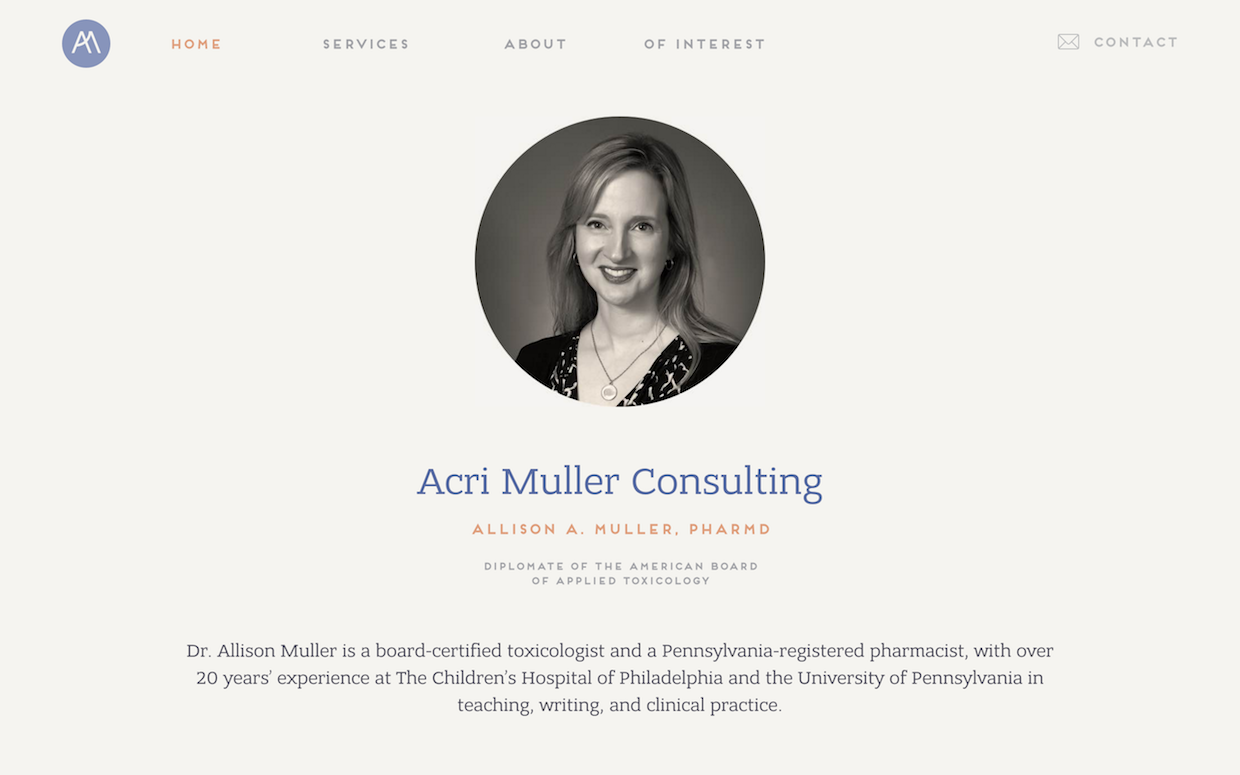 AM
HOME
SERVICES
ABOUT
OF INTEREST
CONTACT
Acri Muller Consulting
ALLISON A. MULLER, PHARMD
DIPLOMATE OF THE AMERICAN BOARD
OF APPLIED TOXICOLOGY
Dr. Allison Muller is a board-certified toxicologist and a Pennsylvania-registered pharmacist, with over
20 years’ experience at The Children’s Hospital of Philadelphia and the University of Pennsylvania in
teaching, writing, and clinical practice.